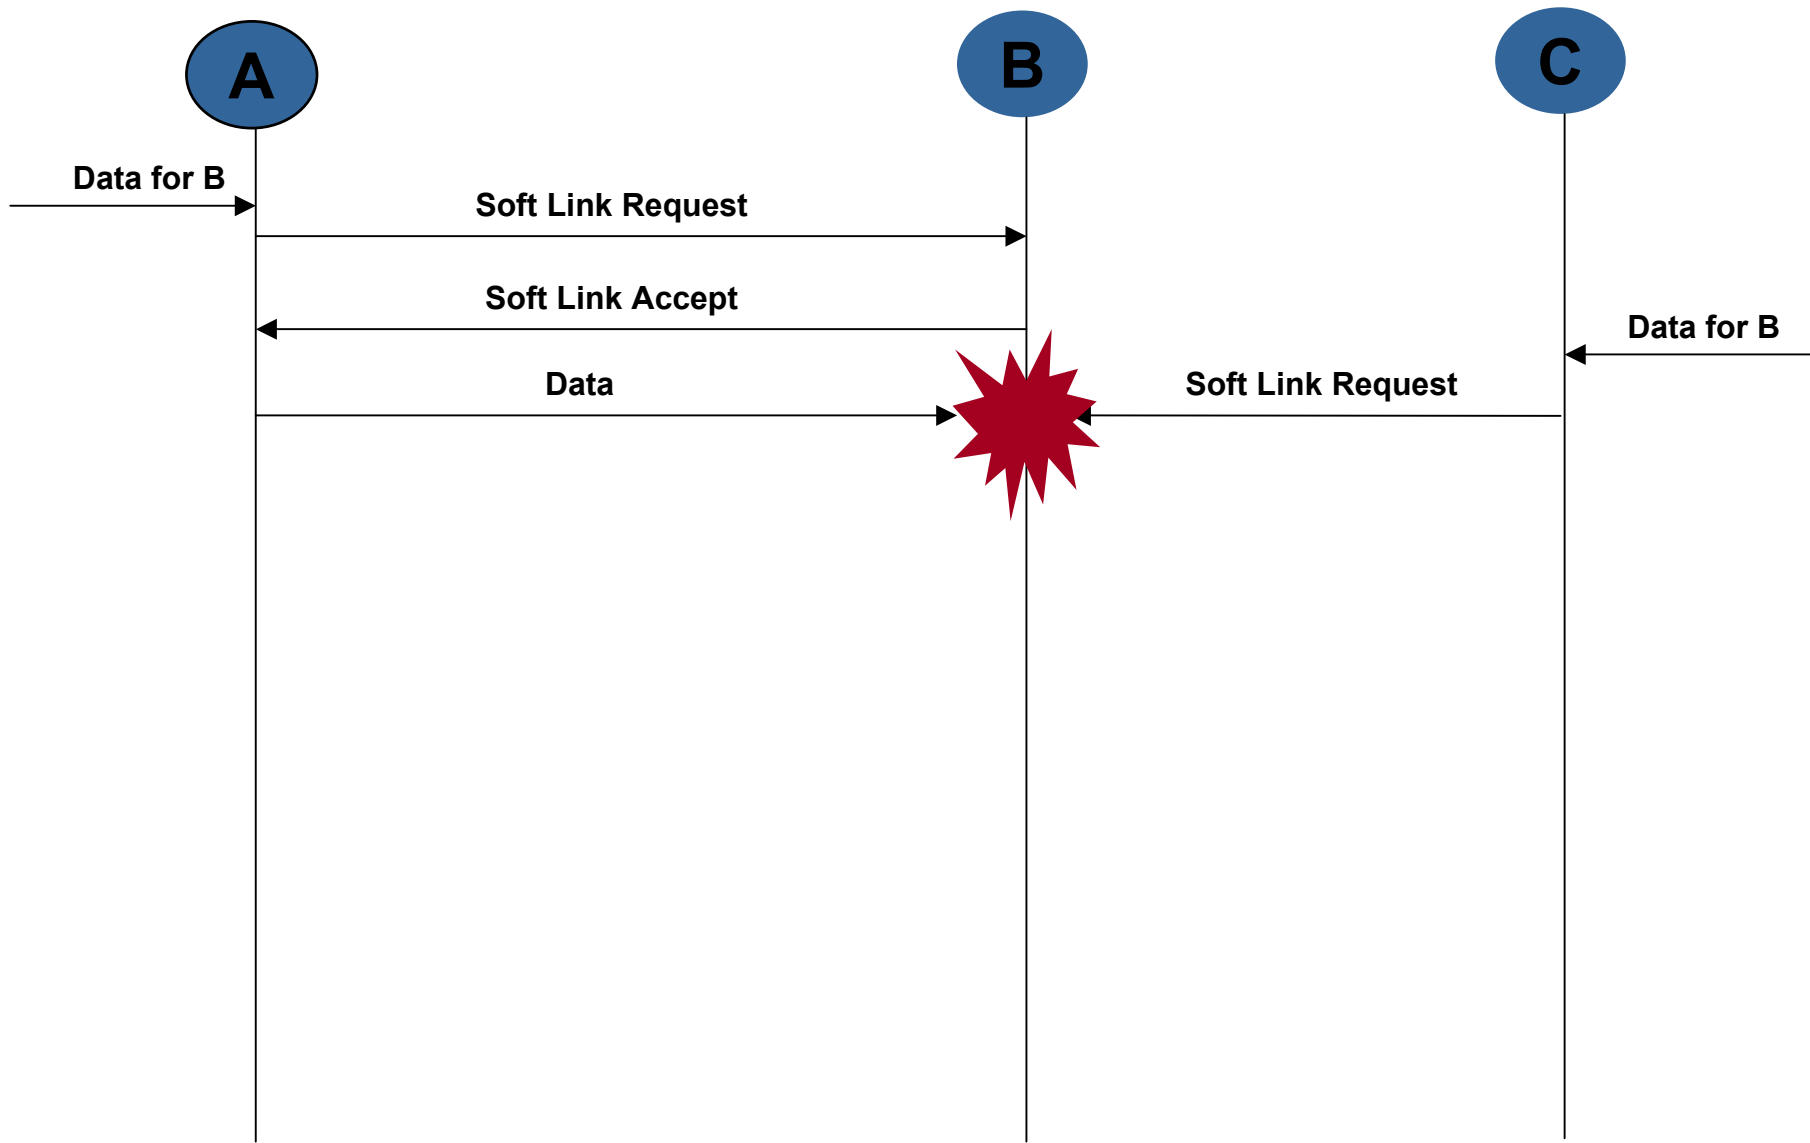 A
B
C
Data for B
Soft Link Request
Soft Link Accept
Data for B
Data
Soft Link Request